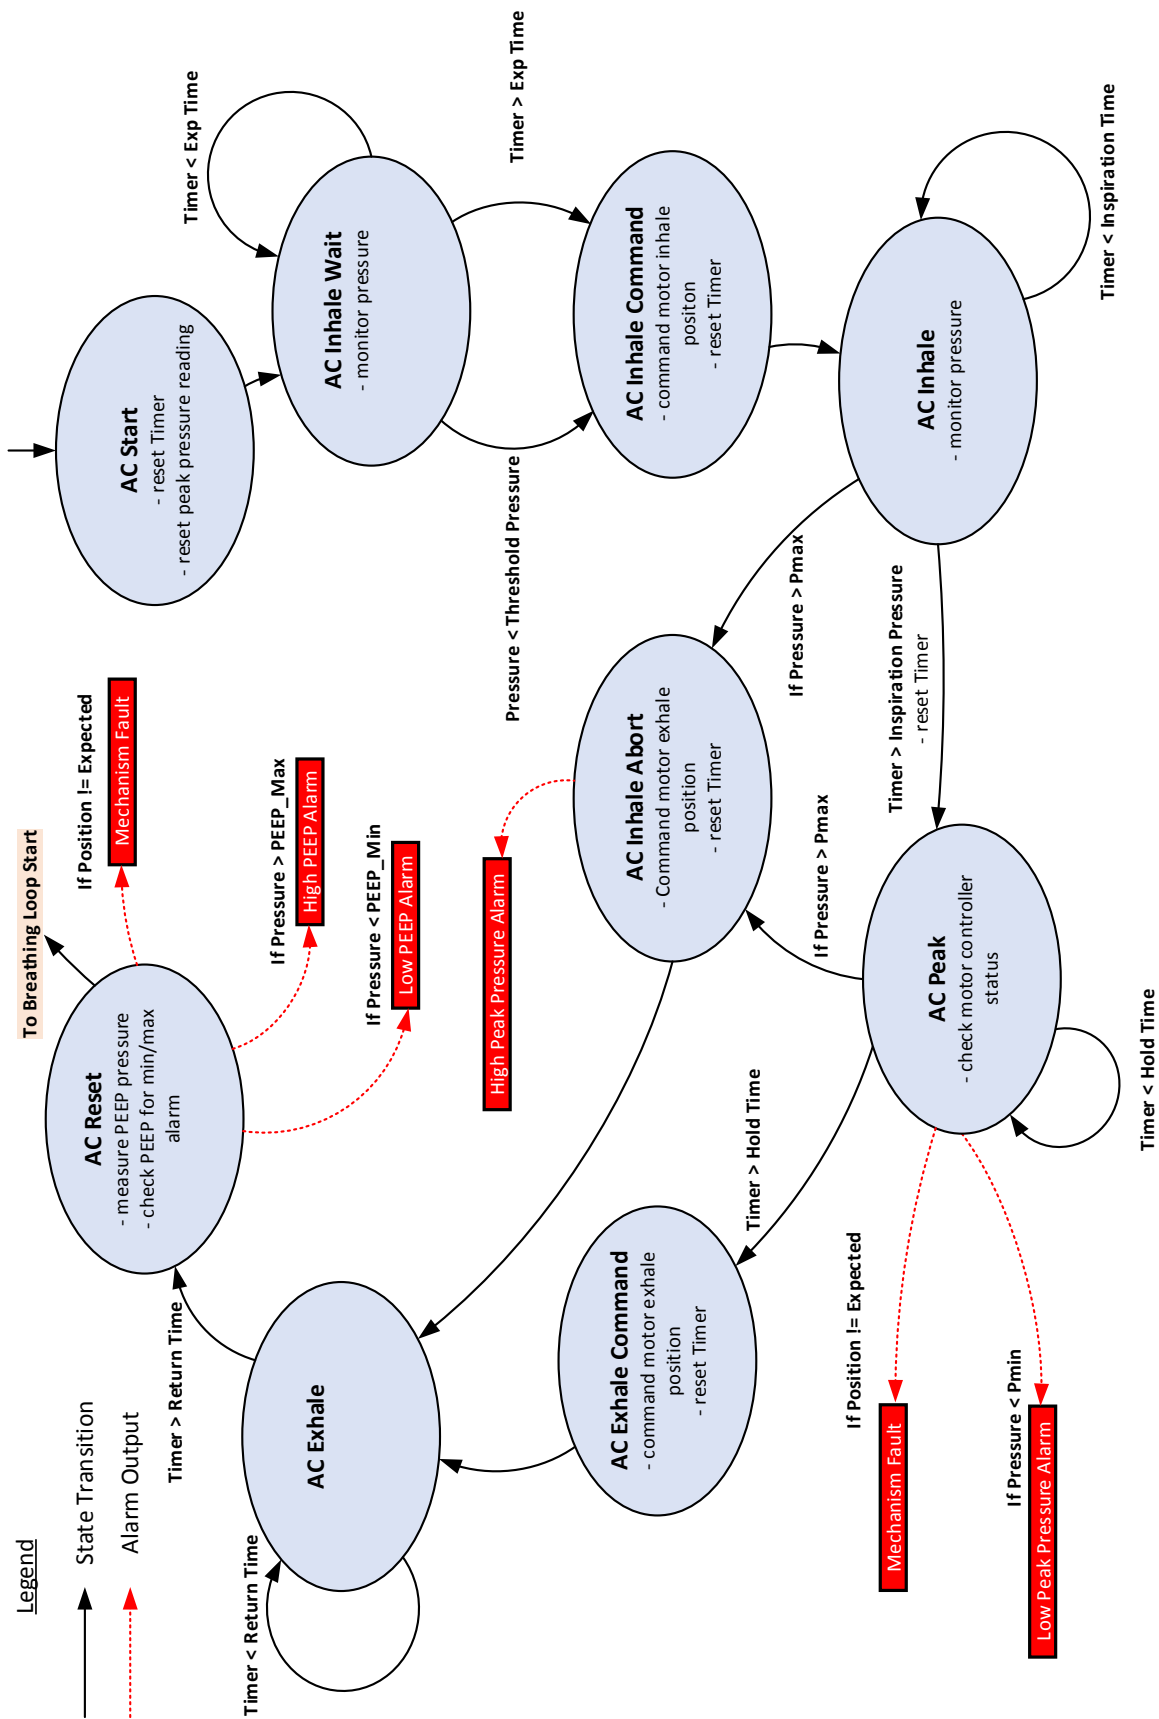 Legend
State Transition
Alarm Output
To Breathing Loop Start
AC Start
- reset Timer
- reset peak pressure reading
Timer < Exp Time
AC Inhale Wait
- monitor pressure
Timer > Exp Time
Pressure < Threshold Pressure
AC Inhale Command
- command motor inhale
positon
- reset Timer
AC Inhale
- monitor pressure
Timer < Inspiration Time
If Pressure > Pmax
Timer > Inspiration Pressure
- reset Timer
AC Inhale Abort
- Command motor exhale
position
- reset Timer
High Peak Pressure Alarm
If Pressure > Pmax
AC Peak
- check motor controller
status
Timer < Hold Time
Timer > Hold Time
If Position != Expected
Mechanism Fault
If Pressure < Pmin
Low Peak Pressure Alarm
AC Exhale Command
- command motor exhale
position
- reset Timer
AC Exhale
Timer < Return Time
Timer > Return Time
AC Reset
- measure PEEP pressure
- check PEEP for min/max
alarm
If Position != Expected
Mechanism Fault
If Pressure > PEEP_Max
High PEEP Alarm
If Pressure < PEEP_Min
Low PEEP Alarm